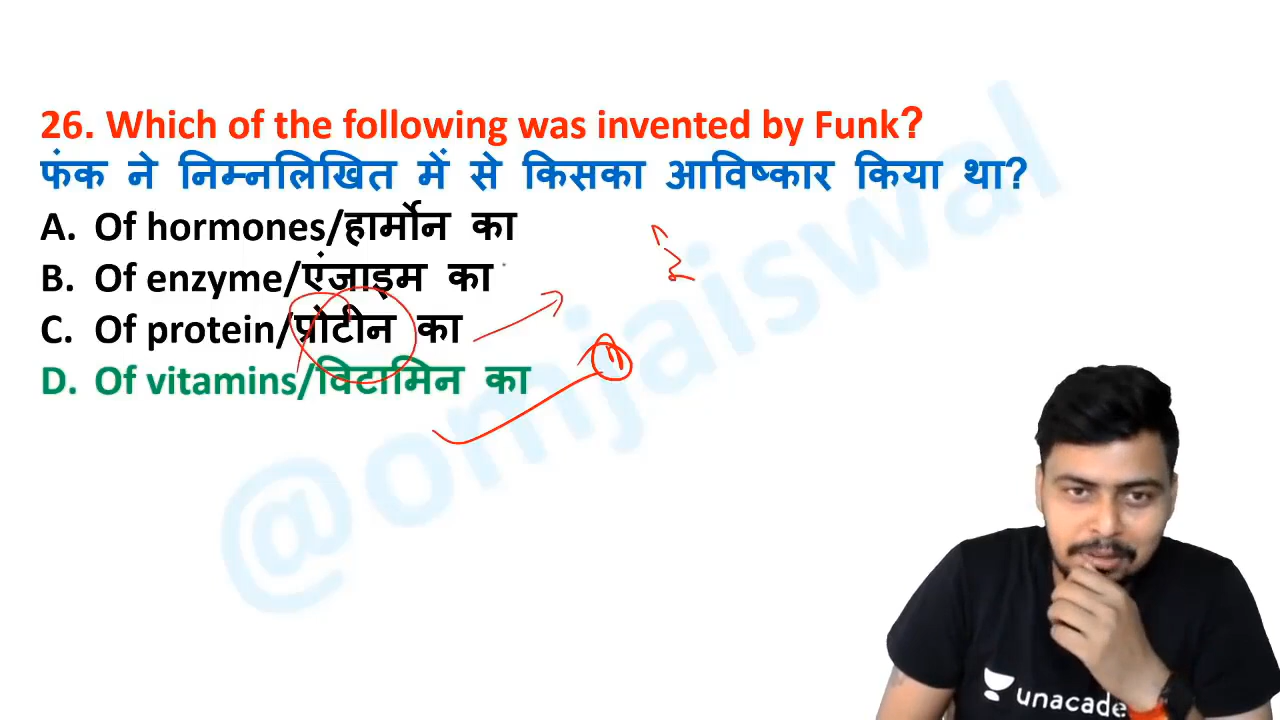 26. Which of the following was invented by Funk?
फंक ने निम्नलिखित में से किसका आविष्कार किया था?
A. Of hormones/हार्मोन का
B. Of enzyme/एंजाइम का
C. Of protein/प्रोटीन का
D. Of vitamins/विटामिन का
@omjaiswal
unacade